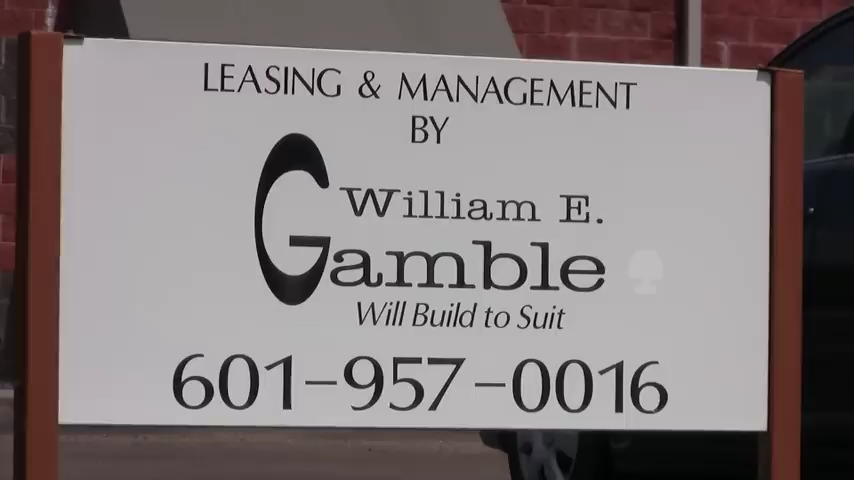 LEASING & MANAGEMENT
BY
William E.
Gamble
Will Build to Suit
601-957-0016